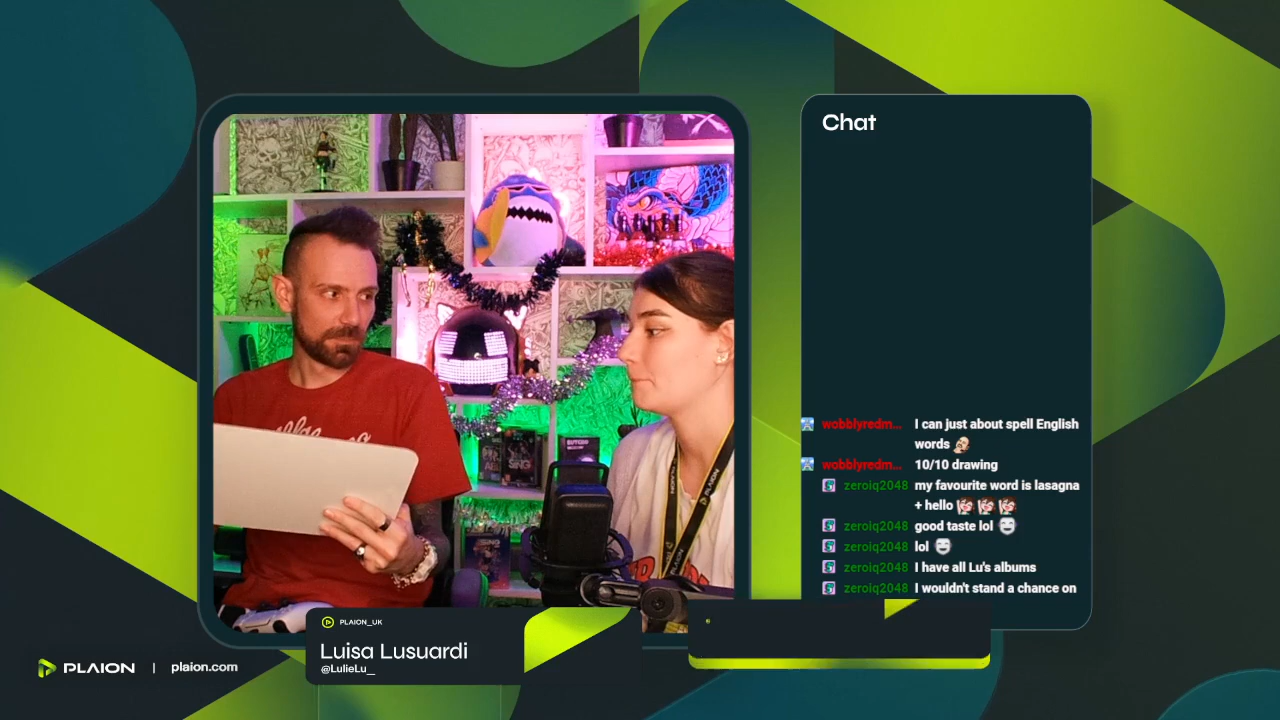 Chat
wobblyredm... I can just about spell English
words
wobblyredm... 10/10 drawing
zeroiq2048 my favourite word is lasagna
+ hello
zeroiq2048 good taste lol
zeroiq2048 lol
zeroiq2048 I have all Lu's albums
zeroiq2048 I wouldn't stand a chance on
PLAION
PLAION_UK
Luisa Lusuardi
@LulieLu__
PLAION | plaion.com